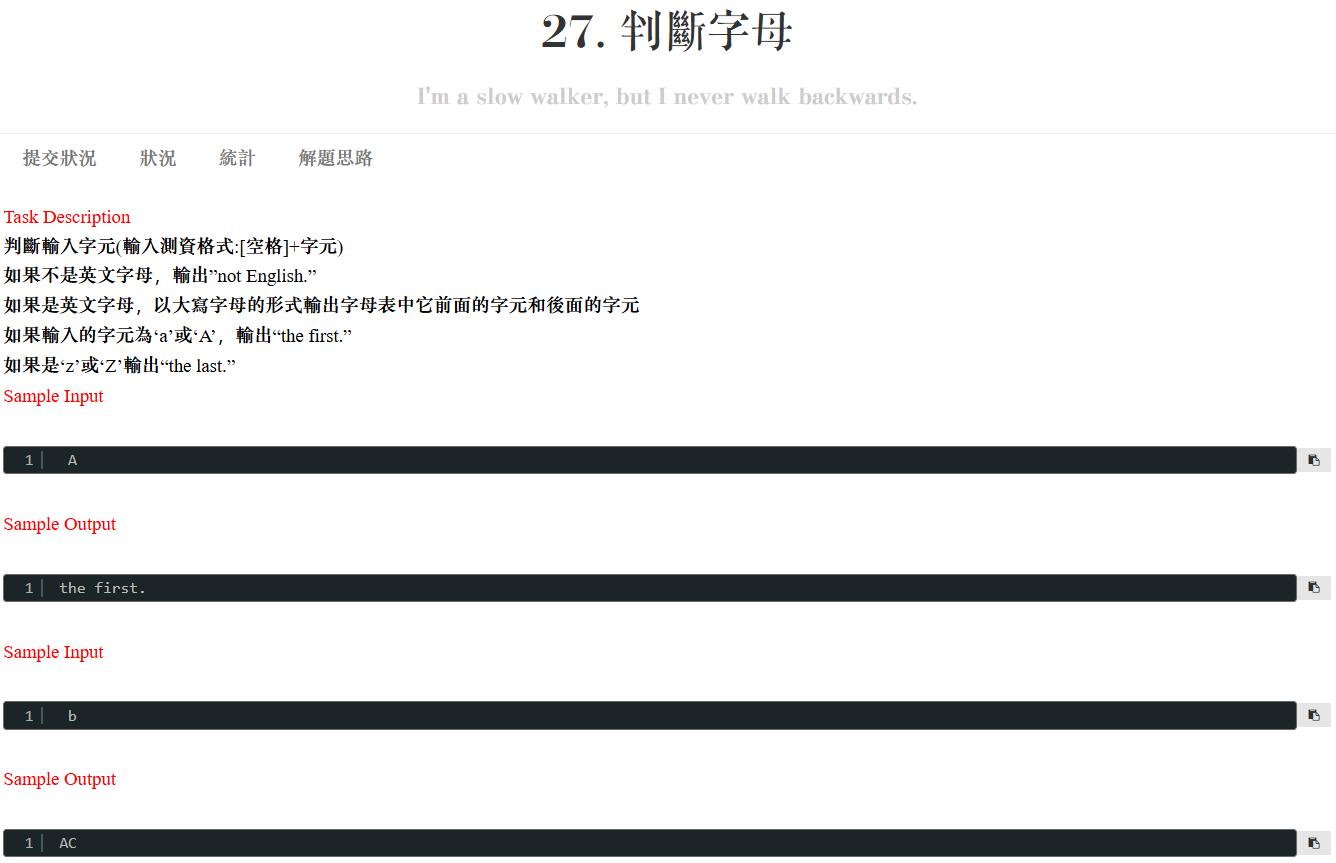 27. 判斷字母
I'm a slow walker, but I never walk backwards.
提交狀況 狀況 統計 解題思路
Task Description
判斷輸入字元(輸入測資格式:[空格]+字元)
如果不是英文字母，輸出”not English.”
如果是英文字母，以大寫字母的形式輸出字母表中它前面的字元和後面的字元
如果輸入的字元為‘a’或‘A’，輸出“the first.”
如果是‘z’或‘Z’輸出“the last.”
Sample Input
1 A
Sample Output
1 the first.
Sample Input
1 b
Sample Output
1 AC